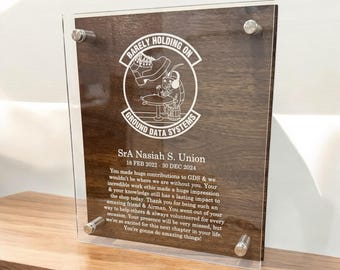 BARELY HOLDING ON
GROUND DATA SYSTEMS
SrA Nasiah S. Union
18 FEB 2022 - 30 DEC 2024
You made huge contributions to GDS & we
wouldn't be where we are without you. Your
incredible work ethic made a huge impression
& your knowledge still has a lasting impact to
the shop today. Thank you for being such an
amazing friend & Airman. You went out of your
way to help others & always volunteered for every
occasion. Your presence will be very missed, but
we're so excited for this next chapter in your life.
You're gonna do amazing things!